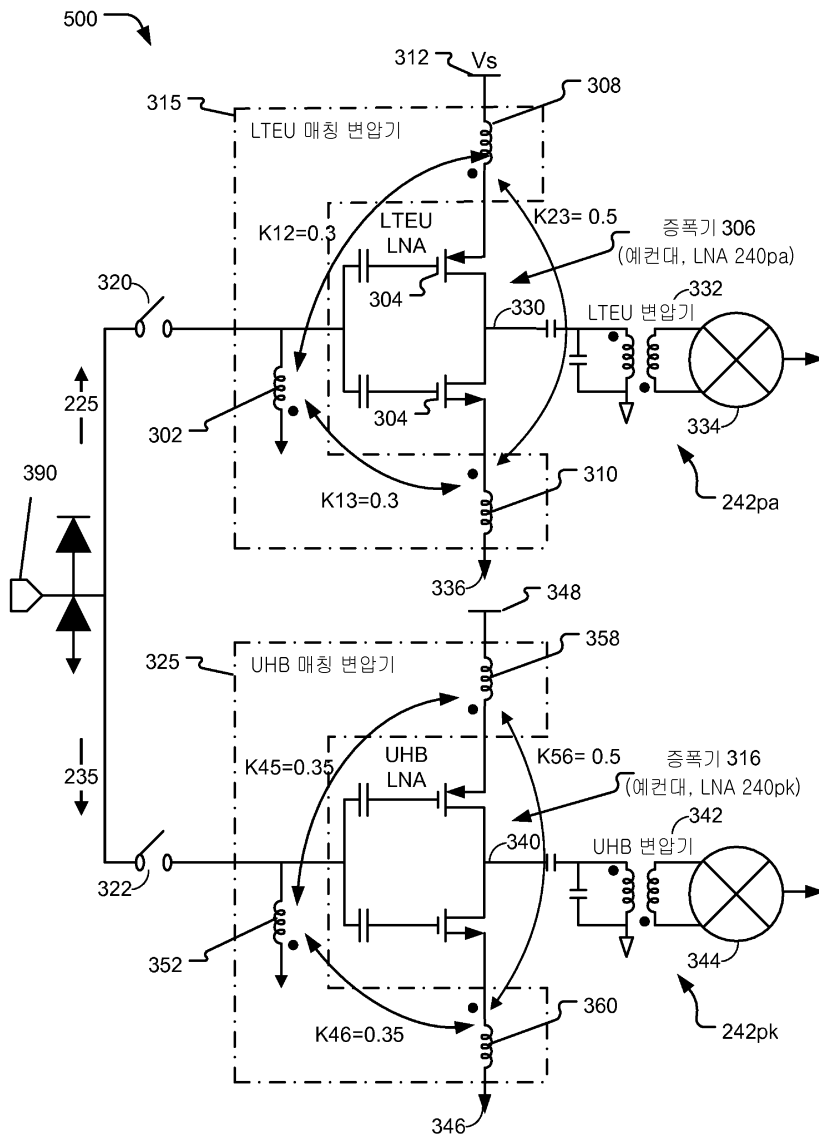 500
312
Vs
308
315
LTEU 매칭 변압기
K12=0.3
LTEU
LNA
K23= 0.5
증폭기 306
(예컨대, LNA 240pa)
320
304
330
332
LTEU 변압기
225
302
304
334
390
K13=0.3
310
242pa
336
348
325
UHB 매칭 변압기
358
K45=0.35
UHB
LNA
K56= 0.5
증폭기 316
(예컨대, LNA 240pk)
235
340
342
UHB 변압기
322
352
344
K46=0.35
360
242pk
346